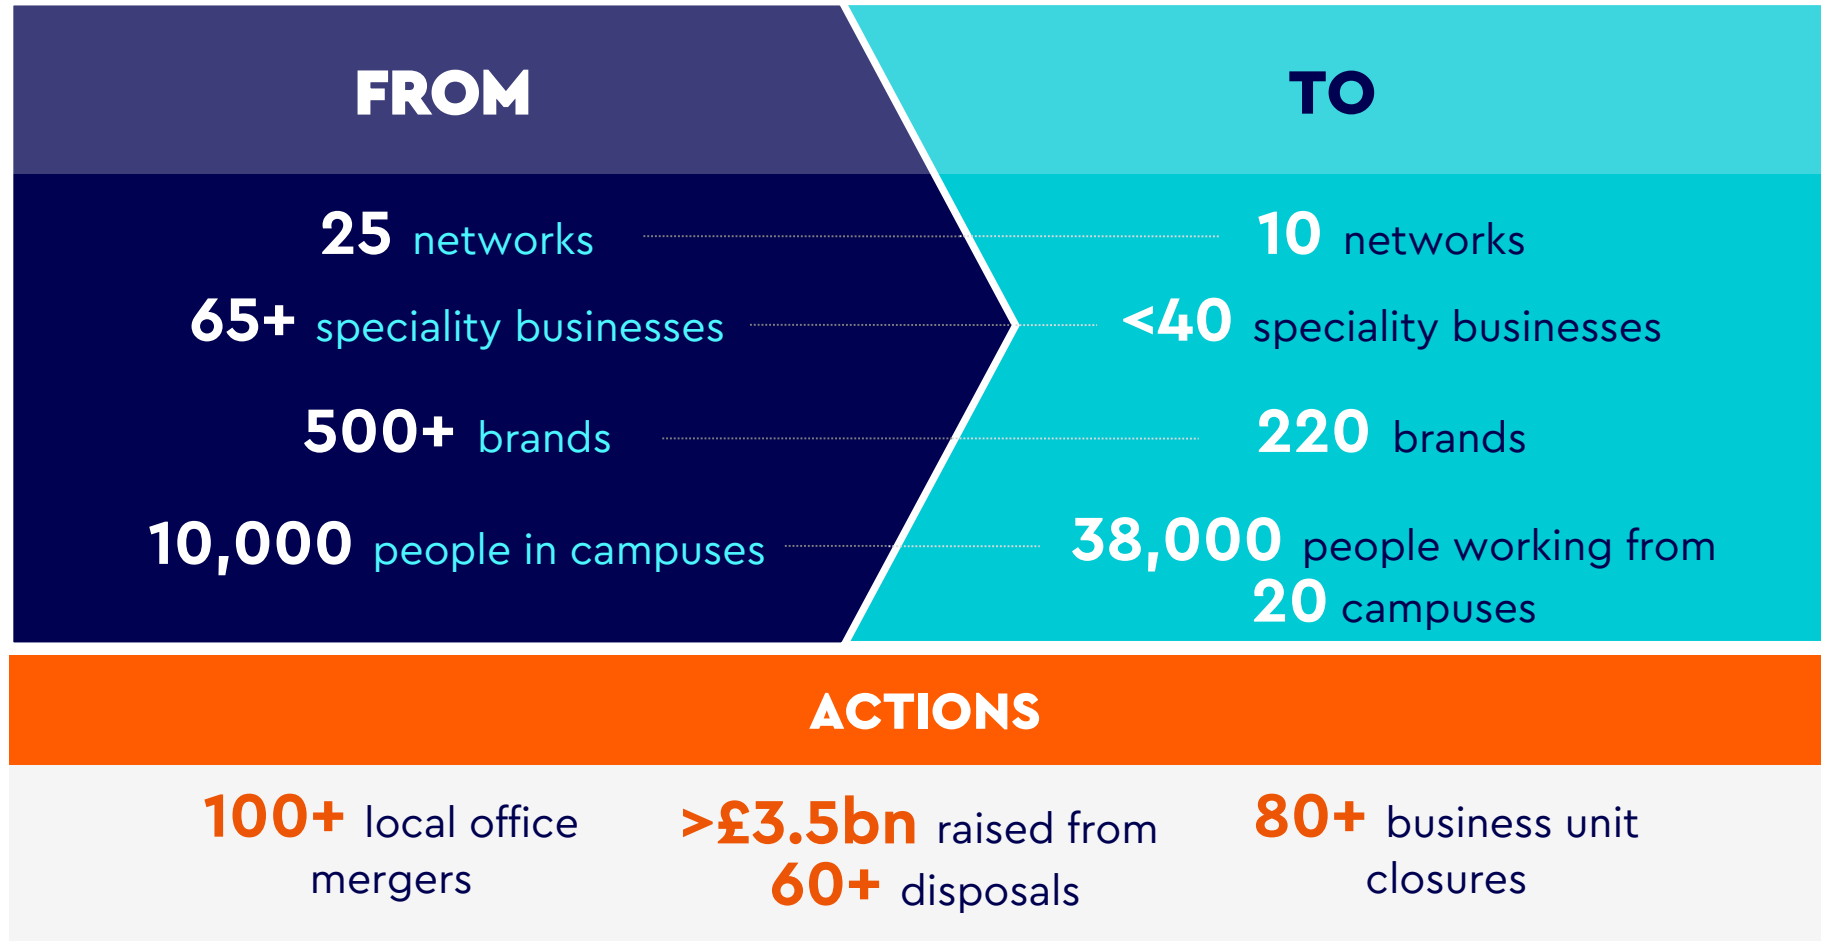 FROM
TO
25 networks
10 networks
65+ speciality businesses
<40 speciality businesses
500+ brands
220 brands
10,000 people in campuses
38,000 people working from
20 campuses
ACTIONS
100+ local office
mergers
>£3.5bn raised from
60+ disposals
80+ business unit
closures